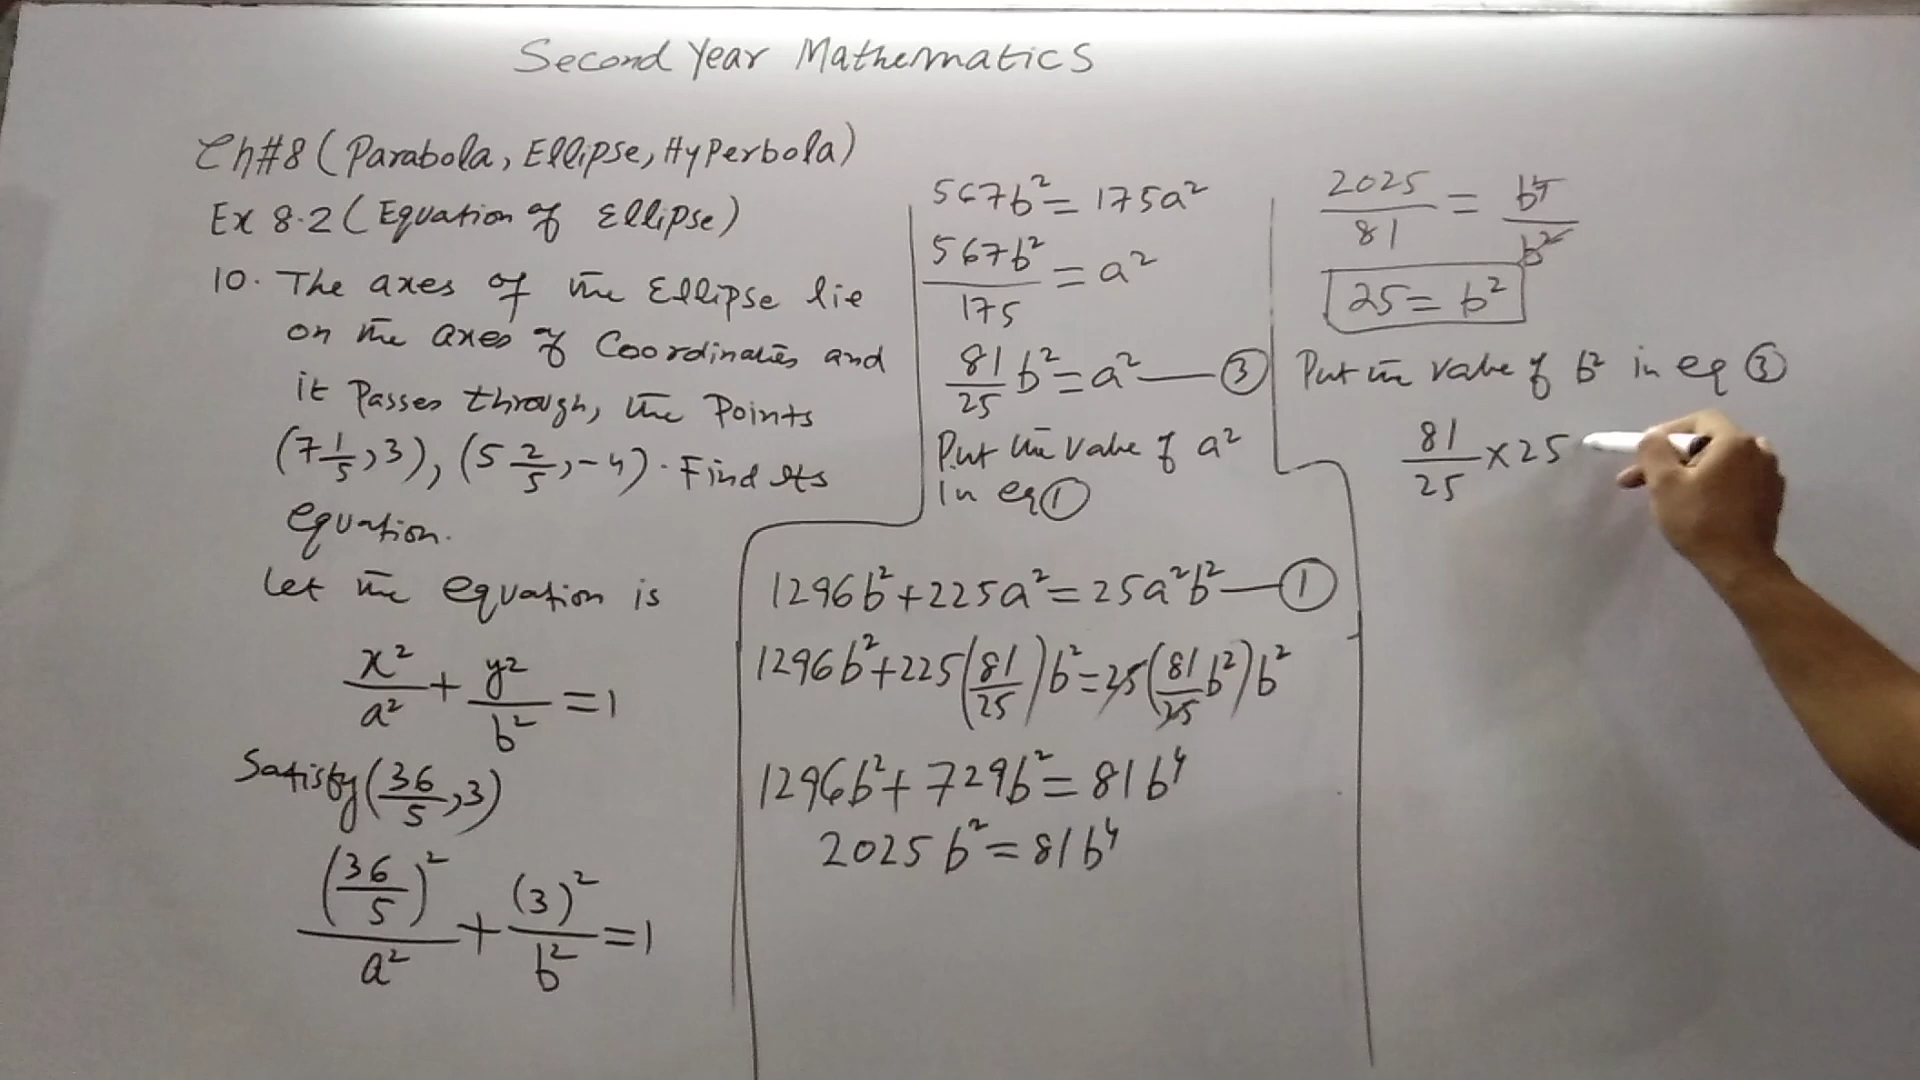 Second Year Mathematics
Ch#8 (Parabola, Ellipse, Hyperbola)
Ex 8.2 (Equation of Ellipse)
10. The axes of the Ellipse lie
on the axes of Coordinates and
it Passes through, the Points
(7 1/5, 3), (5 2/5, -4). Find its
equation.
Let the equation is
x²/a² + y²/b² = 1
Satisfy (36/5, 3)
(36/5)²/a² + (3)²/b² = 1
567b² = 175a²
567b²/175 = a²
81/25 b² = a² — ③
Put the value of a²
in eq ①
1296b² + 225a² = 25a²b² — ①
1296b² + 225(81/25)b² = 25(81/25 b²)b²
1296b² + 729b² = 81b⁴
2025b² = 81b⁴
2025/81 = b⁴/b²
25 = b²
Put the value of b² in eq ③
81/25 × 25